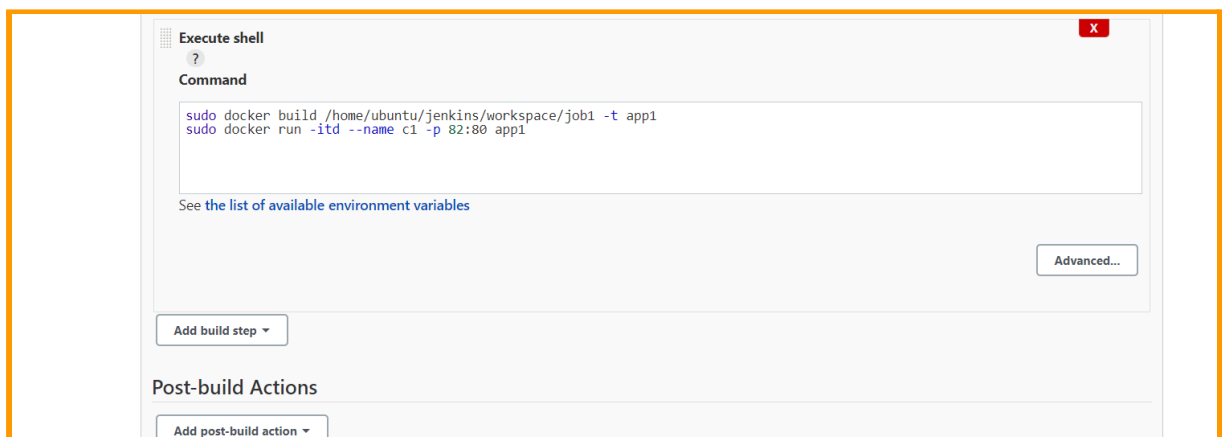 Execute shell
X
?
Command
sudo docker build /home/ubuntu/jenkins/workspace/job1 -t app1
sudo docker run -itd --name c1 -p 82:80 app1
See the list of available environment variables
Advanced...
Add build step
Post-build Actions
Add post-build action